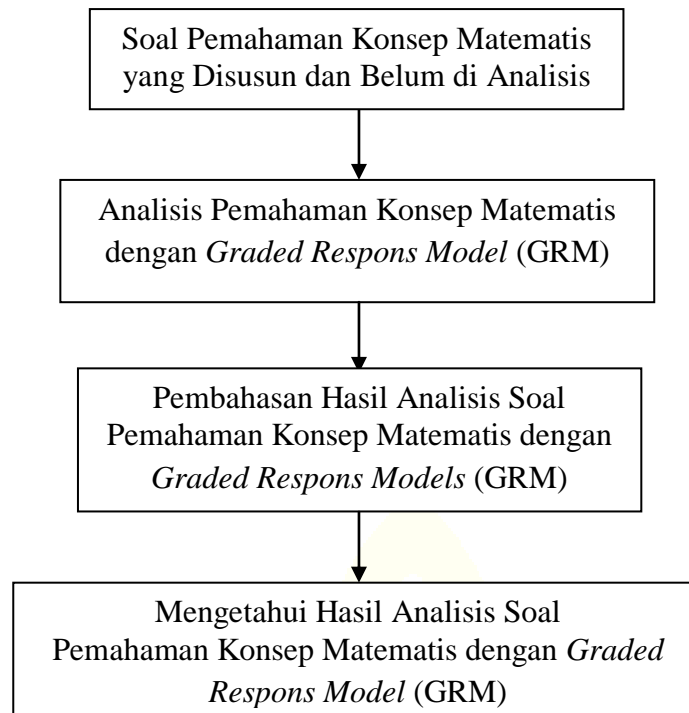 Soal Pemahaman Konsep Matematis
yang Disusun dan Belum di Analisis
Analisis Pemahaman Konsep Matematis
dengan Graded Respons Model (GRM)
Pembahasan Hasil Analisis Soal
Pemahaman Konsep Matematis dengan
Graded Respons Models (GRM)
Mengetahui Hasil Analisis Soal
Pemahaman Konsep Matematis dengan Graded
Respons Model (GRM)